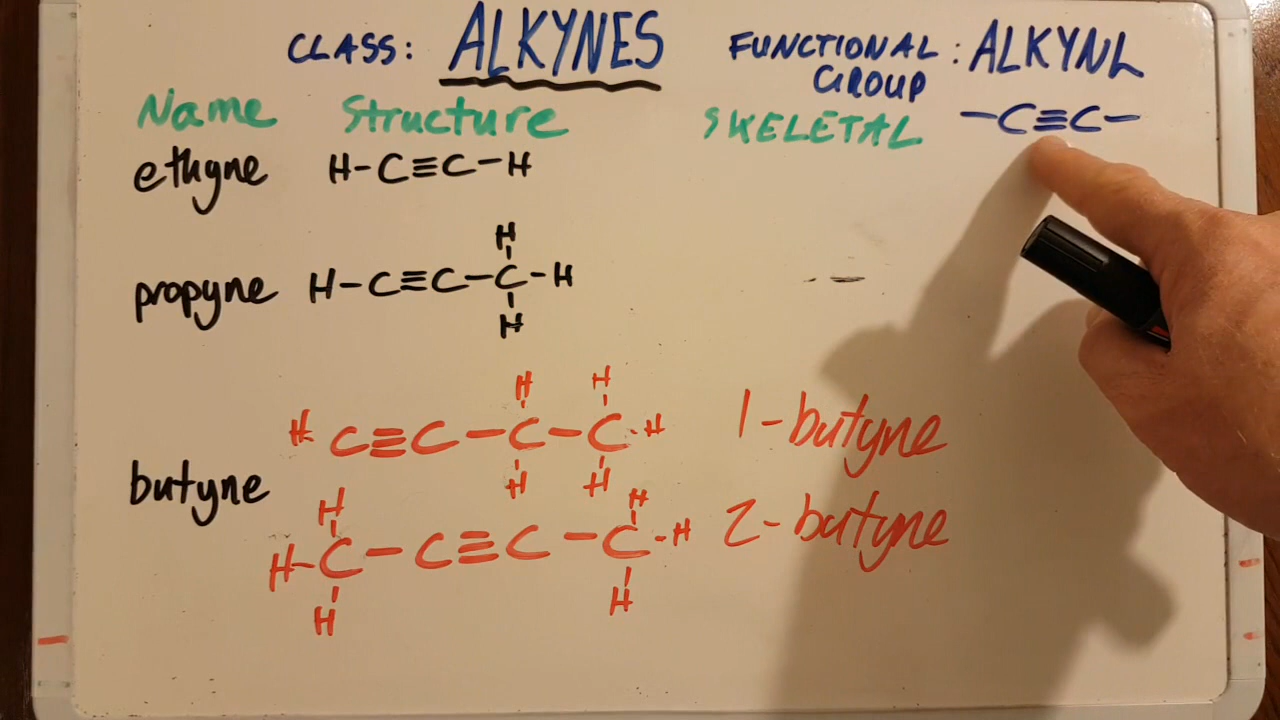 CLASS: ALKYNES FUNCTIONAL GROUP : ALKYNL
-C≡C-
Name Structure SKELETAL
ethyne H-C≡C-H
H
propyne H-C≡C-C-H
H
H H
H C≡C-C-C-H 1-butyne
H H
butyne
H H
H-C-C≡C-C-H 2-butyne
H H